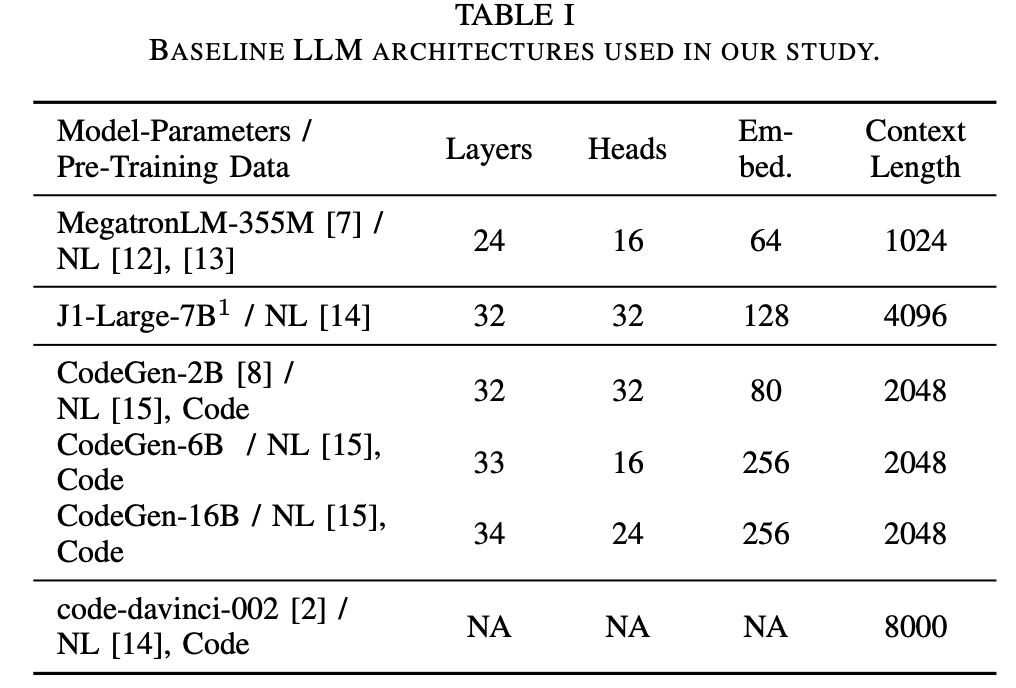 TABLE I
BASELINE LLM ARCHITECTURES USED IN OUR STUDY.
Model-Parameters /
Pre-Training Data
Layers
Heads
Em-
bed.
Context
Length
MegatronLM-355M [7] /
NL [12], [13]
24
16
64
1024
J1-Large-7B¹ / NL [14]
32
32
128
4096
CodeGen-2B [8] /
NL [15], Code
32
32
80
2048
CodeGen-6B / NL [15],
Code
33
16
256
2048
CodeGen-16B / NL [15],
Code
34
24
256
2048
code-davinci-002 [2] /
NL [14], Code
NA
NA
NA
8000